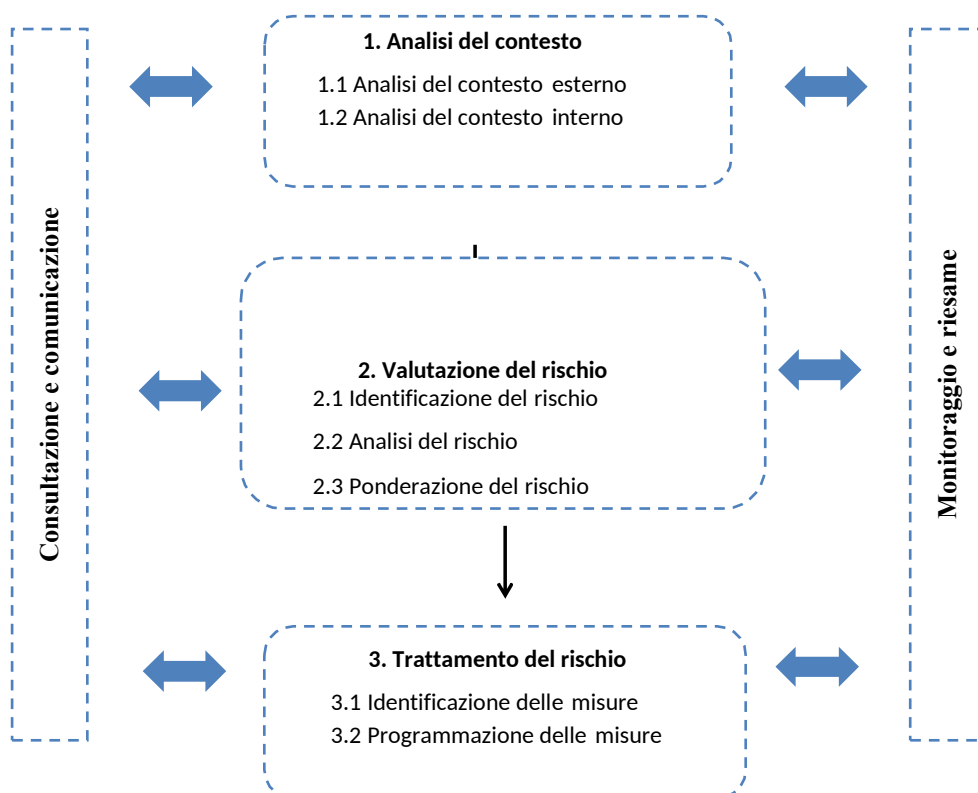 Consultazione e comunicazione
1. Analisi del contesto
1.1 Analisi del contesto esterno
1.2 Analisi del contesto interno
2. Valutazione del rischio
2.1 Identificazione del rischio
2.2 Analisi del rischio
2.3 Ponderazione del rischio
3. Trattamento del rischio
3.1 Identificazione delle misure
3.2 Programmazione delle misure
Monitoraggio e riesame